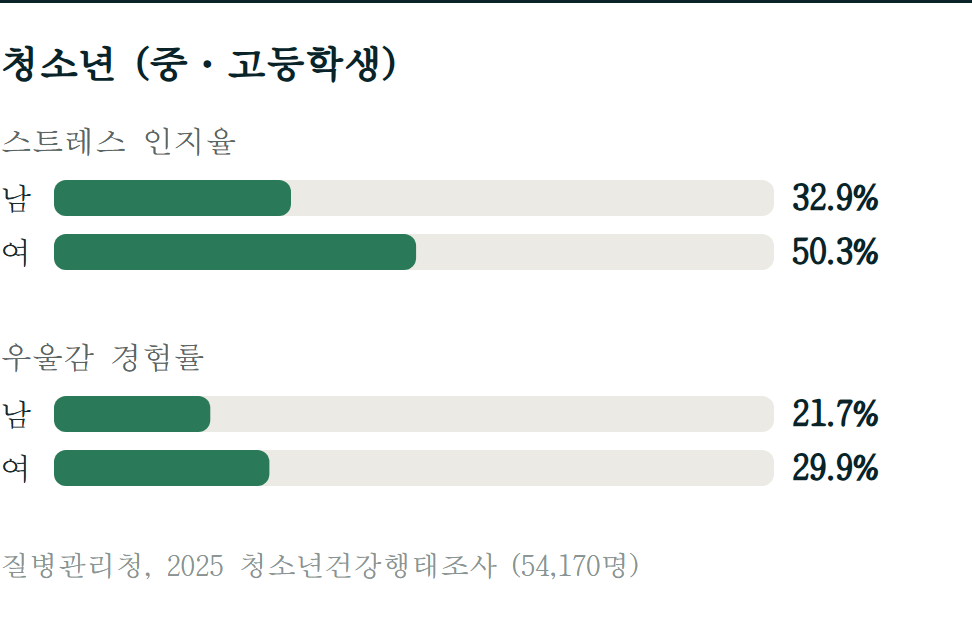 청소년 (중·고등학생)
스트레스 인지율
남 32.9%
여 50.3%
우울감 경험률
남 21.7%
여 29.9%
질병관리청, 2025 청소년건강행태조사 (54,170명)